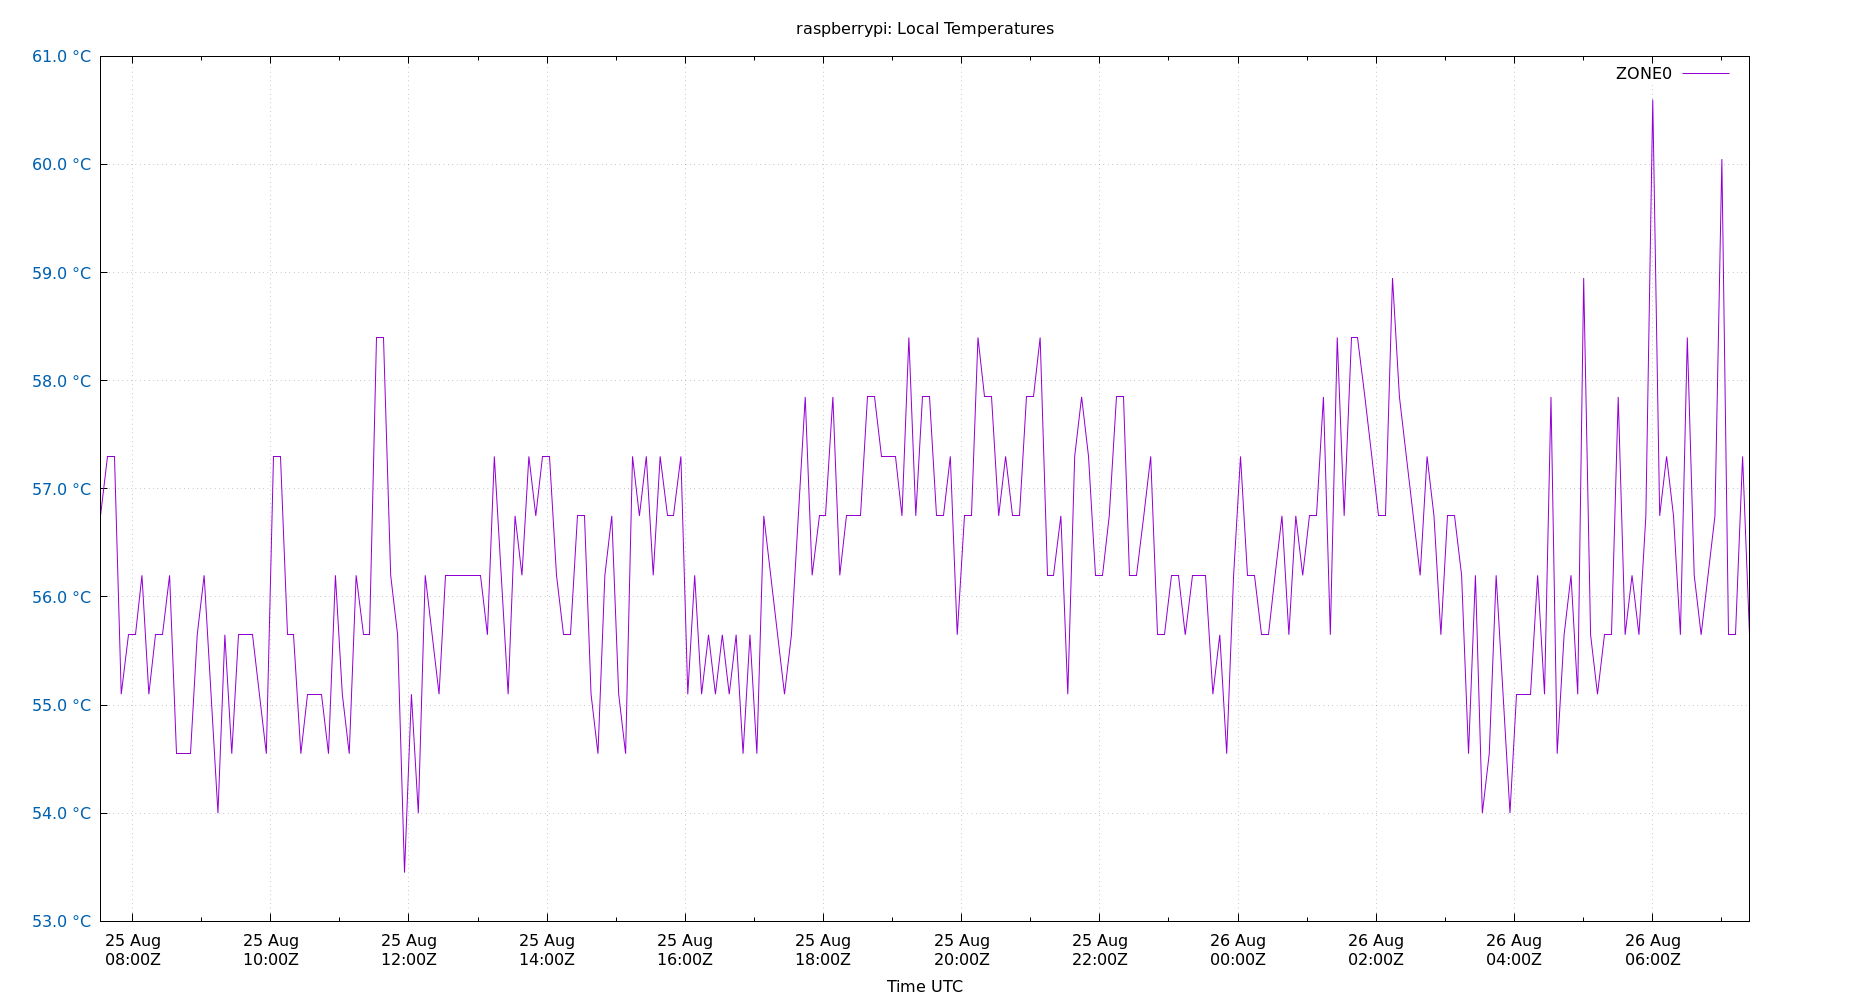 raspberrypi: Local Temperatures
61.0 °C
ZONE0
60.0 °C
59.0 °C
58.0 °C
57.0 °C
56.0 °C
55.0 °C
54.0 °C
53.0 °C
25 Aug 25 Aug 25 Aug 25 Aug 25 Aug 25 Aug 25 Aug 25 Aug 26 Aug 26 Aug 26 Aug 26 Aug
08:00Z 10:00Z 12:00Z 14:00Z 16:00Z 18:00Z 20:00Z 22:00Z 00:00Z 02:00Z 04:00Z 06:00Z
Time UTC